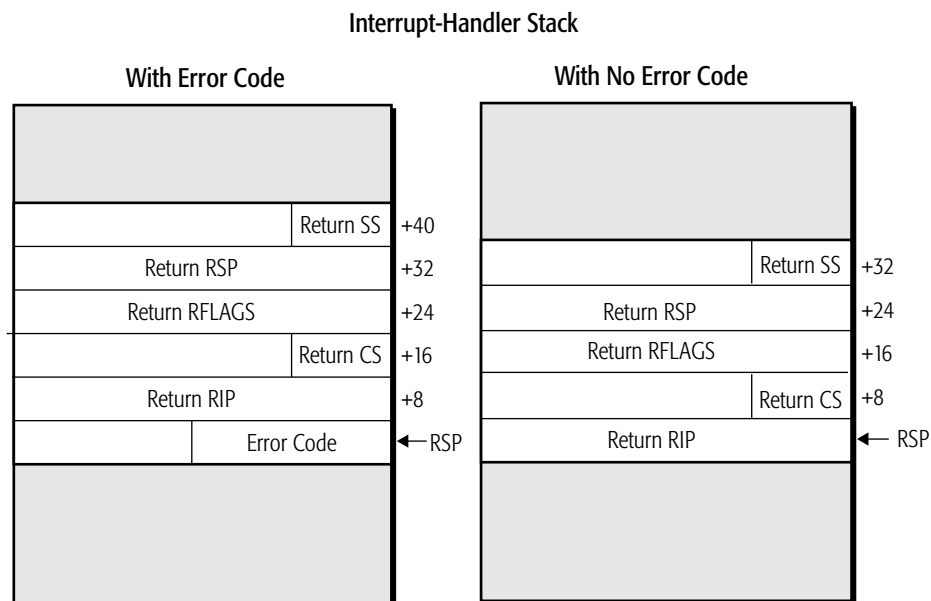 Interrupt-Handler Stack
With Error Code
With No Error Code
Return SS +40
Return RSP +32
Return RFLAGS +24
Return CS +16
Return RIP +8
Error Code RSP
Return SS +32
Return RSP +24
Return RFLAGS +16
Return CS +8
Return RIP RSP